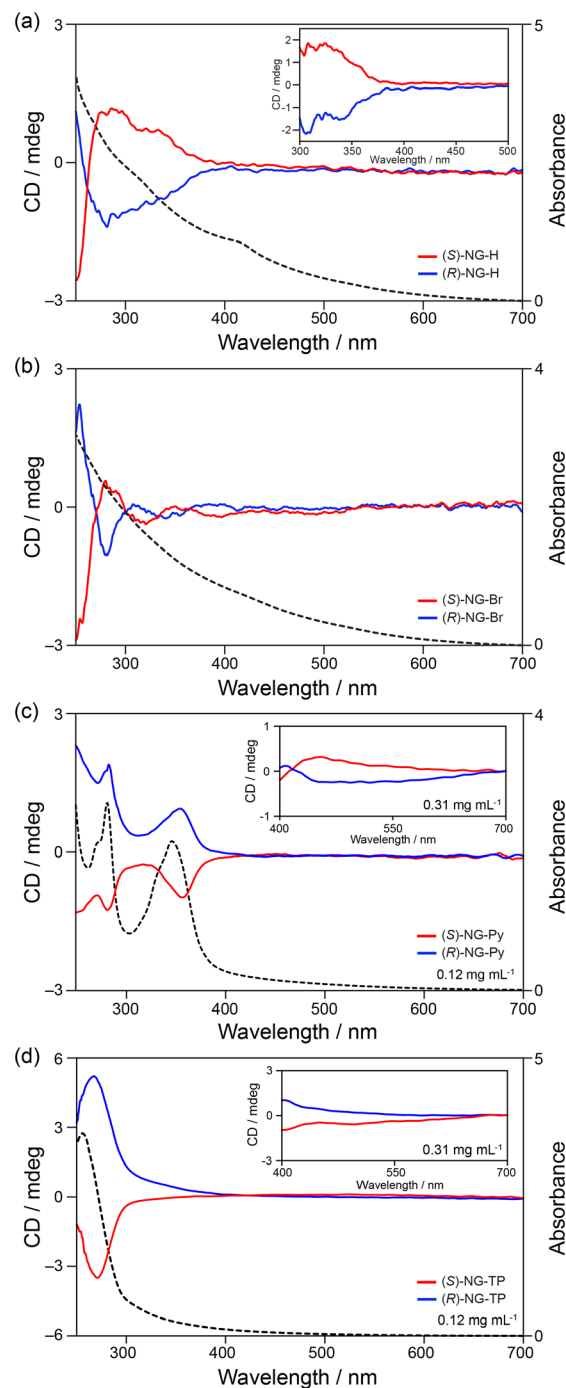 (a)
3
0
–3
CD / mdeg
5
0
Absorbance
300 400 500 600 700
Wavelength / nm
2
1
0
-1
-2
CD / mdeg
300 350 400 450 500
Wavelength / nm
(S)-NG-H
(R)-NG-H
(b)
3
0
–3
CD / mdeg
4
0
Absorbance
300 400 500 600 700
Wavelength / nm
(S)-NG-Br
(R)-NG-Br
(c)
3
0
–3
CD / mdeg
4
0
Absorbance
300 400 500 600 700
Wavelength / nm
1
0
-1
CD / mdeg
0.31 mg mL⁻¹
400 550 700
Wavelength / nm
(S)-NG-Py
(R)-NG-Py
0.12 mg mL⁻¹
(d)
6
3
0
–3
–6
CD / mdeg
5
0
Absorbance
300 400 500 600 700
Wavelength / nm
3
0
-3
CD / mdeg
0.31 mg mL⁻¹
400 550 700
Wavelength / nm
(S)-NG-TP
(R)-NG-TP
0.12 mg mL⁻¹